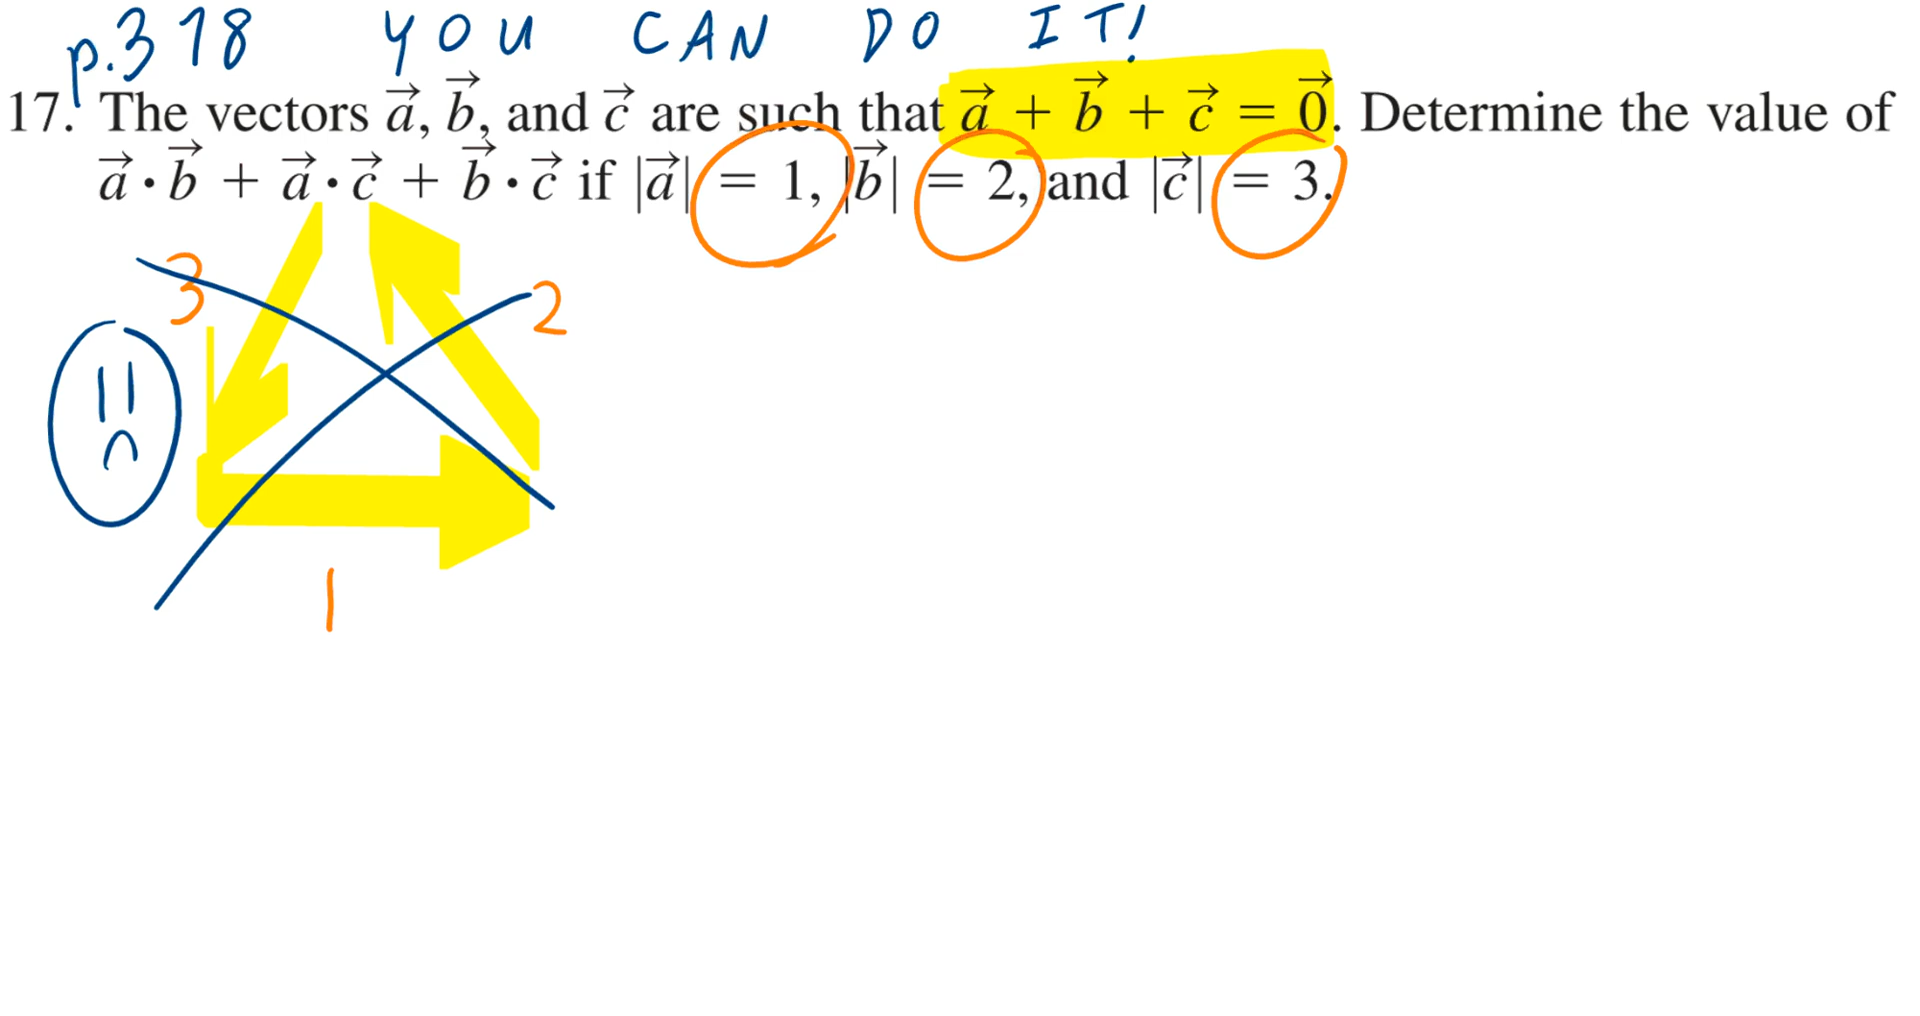 p.378 YOU CAN DO IT!
17. The vectors a⃗, b⃗, and c⃗ are such that a⃗ + b⃗ + c⃗ = 0⃗. Determine the value of
a⃗ · b⃗ + a⃗ · c⃗ + b⃗ · c⃗ if |a⃗| = 1, |b⃗| = 2, and |c⃗| = 3.
3
2
1